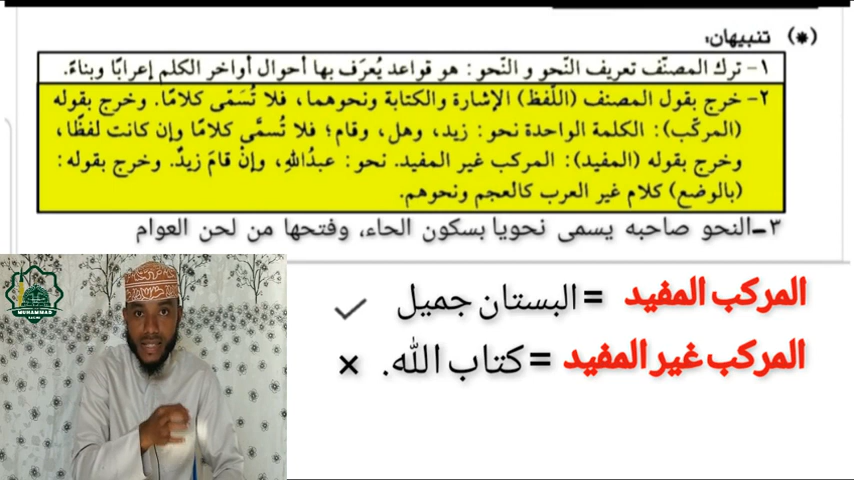 (*) تنبيهان:
١- ترك المصنّف تعريف النّحو و النّحو: هو قواعد يُعرَف بها أحوال أواخر الكلم إعرابًا وبناءً.
٢- خرج بقول المصنف (اللّفظ) الإشارة والكتابة ونحوهما، فلا تُسَمّى كلامًا. وخرج بقوله
(المركّب): الكلمة الواحدة نحو: زيد، وهل، وقام؛ فلا تُسمَّى كلامًا وإن كانت لفظًا،
وخرج بقوله (المفيد): المركب غير المفيد. نحو: عبدُاللهِ، وإنْ قامَ زيدٌ. وخرج بقوله:
(بالوضع) كلام غير العرب كالعجم ونحوهم.
٣-النحو صاحبه يسمى نحويا بسكون الحاء، وفتحها من لحن العوام
المركب المفيد =البستان جميل ✓
المركب غير المفيد =كتاب الله. ×
MUHAMMAD